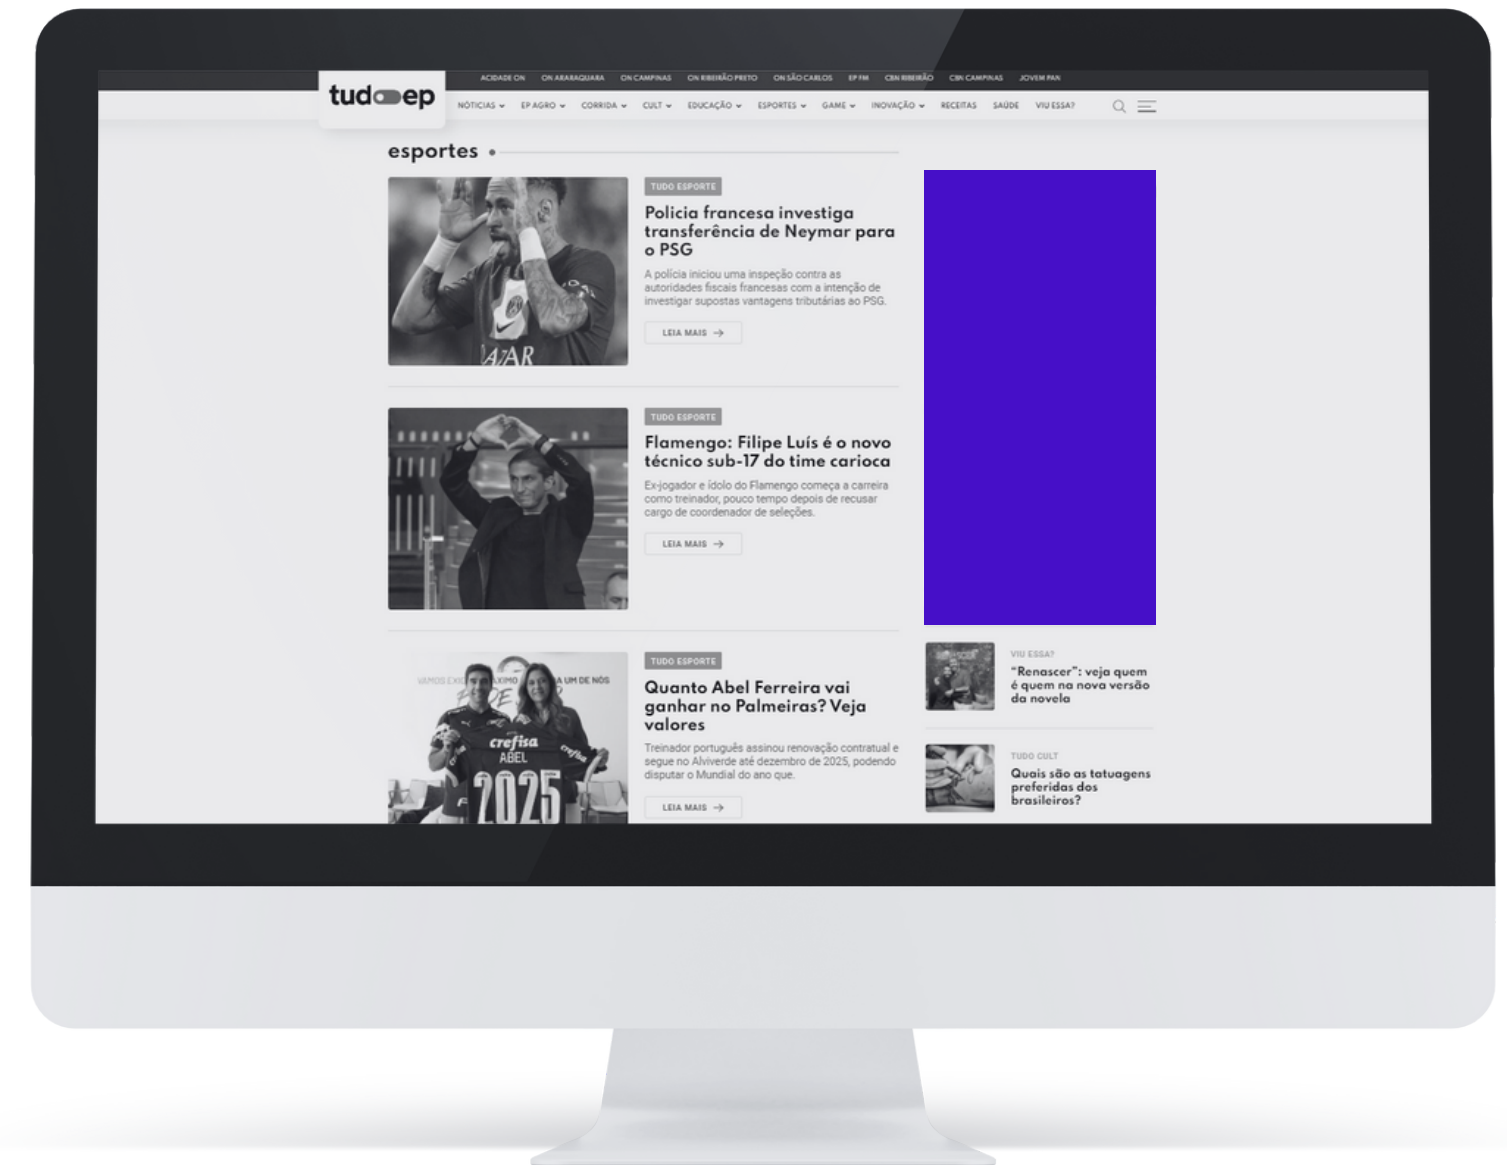 ACIDADE ON ON ARARAQUARA ON CAMPINAS ON RIBEIRÃO PRETO ON SÃO CARLOS EP FM CBN RIBEIRÃO CBN CAMPINAS JOVEM PAN
tudoep
NOTICIAS EP AGRO CORRIDA CULT EDUCAÇÃO ESPORTES GAME INOVAÇÃO RECEITAS SAÚDE VIU ESSA?
esportes
TUDO ESPORTE
Policia francesa investiga
transferência de Neymar para
o PSG
A polícia iniciou uma inspeção contra as
autoridades fiscais francesas com a intenção de
investigar supostas vantagens tributárias ao PSG.
LEIA MAIS
TUDO ESPORTE
Flamengo: Filipe Luís é o novo
técnico sub-17 do time carioca
Ex-jogador e ídolo do Flamengo começa a carreira
como treinador, pouco tempo depois de recusar
cargo de coordenador de seleções.
LEIA MAIS
A UM DE NÓS
crefisa
ABEL
2025
TUDO ESPORTE
Quanto Abel Ferreira vai
ganhar no Palmeiras? Veja
valores
Treinador português assinou renovação contratual e
segue no Alviverde até dezembro de 2025, podendo
disputar o Mundial do ano que.
LEIA MAIS
VIU ESSA?
“Renascer”: veja quem
é quem na nova versão
da novela
TUDO CULT
Quais são as tatuagens
preferidas dos
brasileiros?